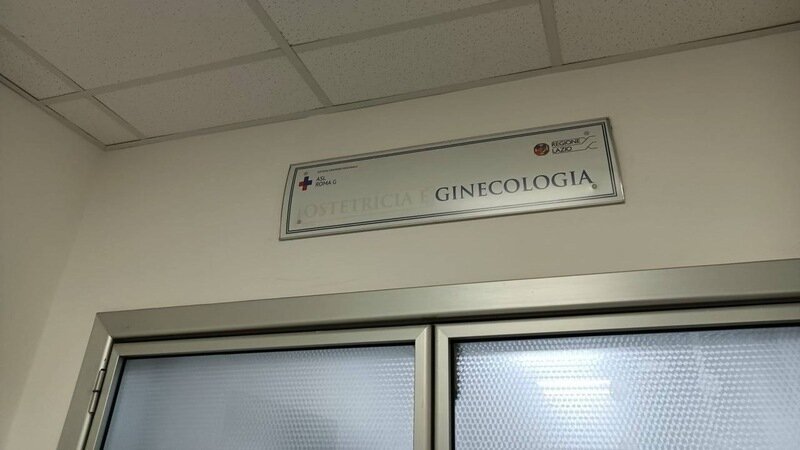 ASL
ROMA G
REGIONE
LAZIO
OSTETRICIA E GINECOLOGIA